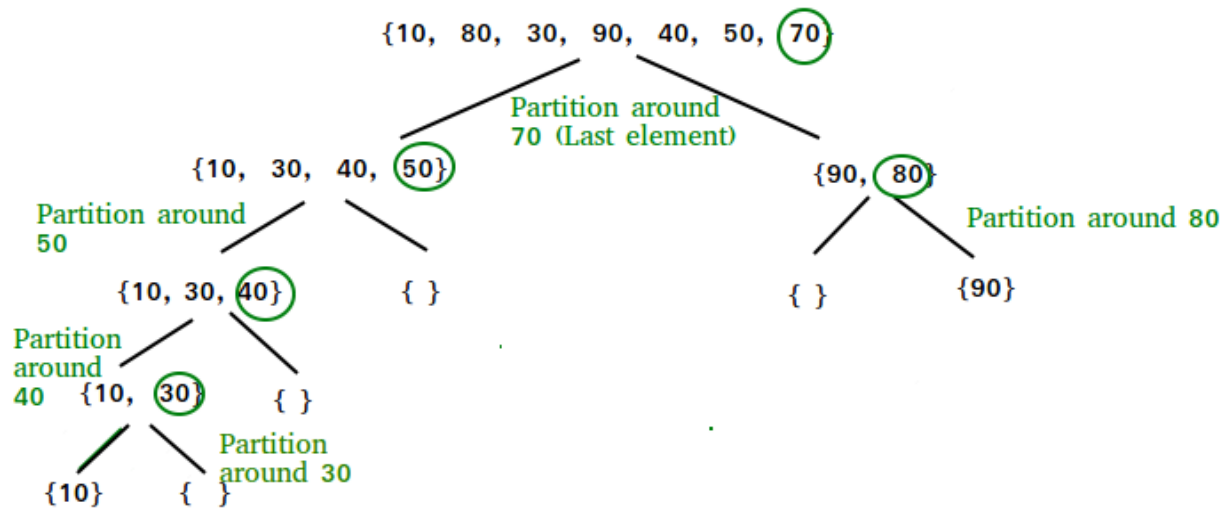 {10, 80, 30, 90, 40, 50, 70}
Partition around
70 (Last element)
{10, 30, 40, 50}
{90, 80}
Partition around
50
Partition around 80
{10, 30, 40}
{ }
{ }
{90}
Partition
around
40
{10, 30}
{ }
Partition
around 30
{10}
{ }